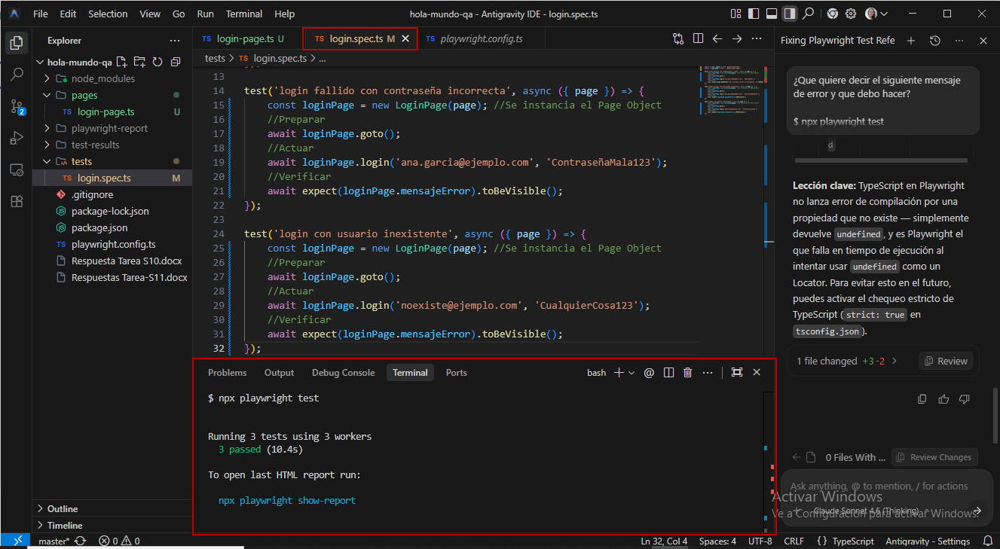 File Edit Selection View Go Run Terminal Help
hola-mundo-qa - Antigravity IDE - login.spec.ts
Explorer
hola-mundo-qa
node_modules
pages
TS login-page.ts U
playwright-report
test-results
tests
TS login.spec.ts M
.gitignore
package-lock.json
package.json
TS playwright.config.ts
Respuesta Tarea S10.docx
Respuestas Tarea-S11.docx
Outline
Timeline
2
TS login-page.ts U
TS login.spec.ts M
TS playwright.config.ts
tests > TS login.spec.ts > ...
13
14 test('login fallido con contraseña incorrecta', async ({ page }) => {
15 const loginPage = new LoginPage(page); //Se instancia el Page Object
16 //Preparar
17 await loginPage.goto();
18 //Actuar
19 await loginPage.login('ana.garcia@ejemplo.com', 'ContraseñaMala123');
20 //Verificar
21 await expect(loginPage.mensajeError).toBeVisible();
22 });
23
24 test('login con usuario inexistente', async ({ page }) => {
25 const loginPage = new LoginPage(page); //Se instancia el Page Object
26 //Preparar
27 await loginPage.goto();
28 //Actuar
29 await loginPage.login('noexiste@ejemplo.com', 'CualquierCosa123');
30 //Verificar
31 await expect(loginPage.mensajeError).toBeVisible();
32 });
Problems Output Debug Console Terminal Ports
bash
$ npx playwright test
Running 3 tests using 3 workers
3 passed (10.4s)
To open last HTML report run:
npx playwright show-report
Fixing Playwright Test Refe
¿Que quiere decir el siguiente mensaje
de error y que debo hacer?
$ npx playwright test
d
Lección clave: TypeScript en Playwright
no lanza error de compilación por una
propiedad que no existe — simplemente
devuelve undefined, y es Playwright el
que falla en tiempo de ejecución al
intentar usar undefined como un
Locator. Para evitar esto en el futuro,
puedes activar el chequeo estricto de
TypeScript (strict: true en
tsconfig.json).
1 file changed +3 -2 > Review
0 Files With ... Review Changes
Ask anything, @ to mention, / for actions
Claude Sonnet 4.6 (Thinking)
Activar Windows
Ve a Configuración para activar Windows.
master* 0 0
Ln 32, Col 4 Spaces: 4 UTF-8 CRLF {} TypeScript Antigravity - Settings